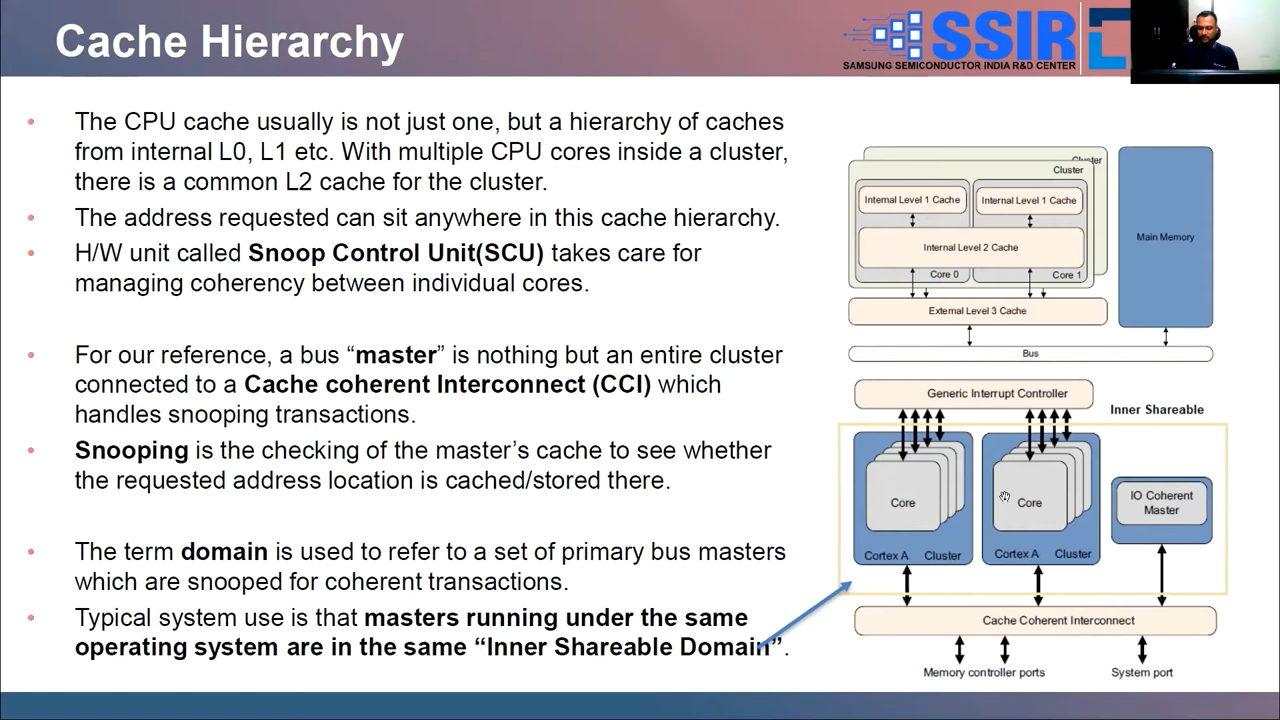 Cache Hierarchy
SSIR
SAMSUNG SEMICONDUCTOR INDIA R&D CENTER
• The CPU cache usually is not just one, but a hierarchy of caches
from internal L0, L1 etc. With multiple CPU cores inside a cluster,
there is a common L2 cache for the cluster.
• The address requested can sit anywhere in this cache hierarchy.
• H/W unit called Snoop Control Unit(SCU) takes care for
managing coherency between individual cores.
• For our reference, a bus “master” is nothing but an entire cluster
connected to a Cache coherent Interconnect (CCI) which
handles snooping transactions.
• Snooping is the checking of the master’s cache to see whether
the requested address location is cached/stored there.
• The term domain is used to refer to a set of primary bus masters
which are snooped for coherent transactions.
• Typical system use is that masters running under the same
operating system are in the same “Inner Shareable Domain”.
Cluster
Cluster
Internal Level 1 Cache
Internal Level 1 Cache
Internal Level 2 Cache
Core 0
Core 1
External Level 3 Cache
Main Memory
Bus
Generic Interrupt Controller
Inner Shareable
Core
Core
IO Coherent
Master
Cortex A Cluster
Cortex A Cluster
Cache Coherent Interconnect
Memory controller ports
System port